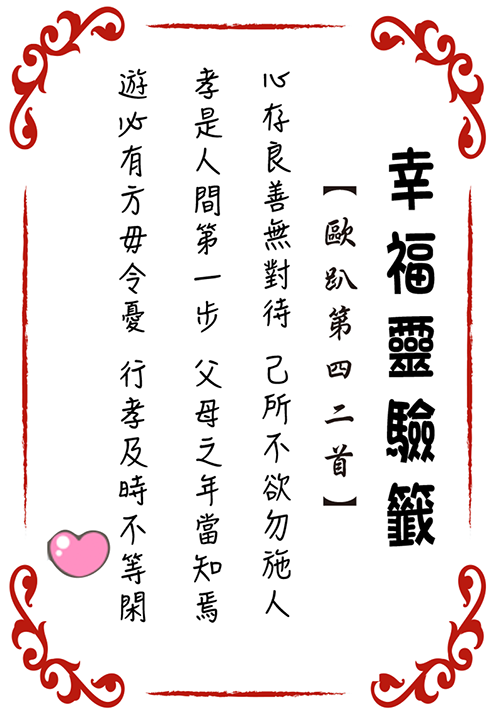 幸福靈驗籤
【歐趴第四二首】
心存良善無對待 己所不欲勿施人
孝是人間第一步 父母之年當知焉
遊必有方毋令憂 行孝及時不等閑